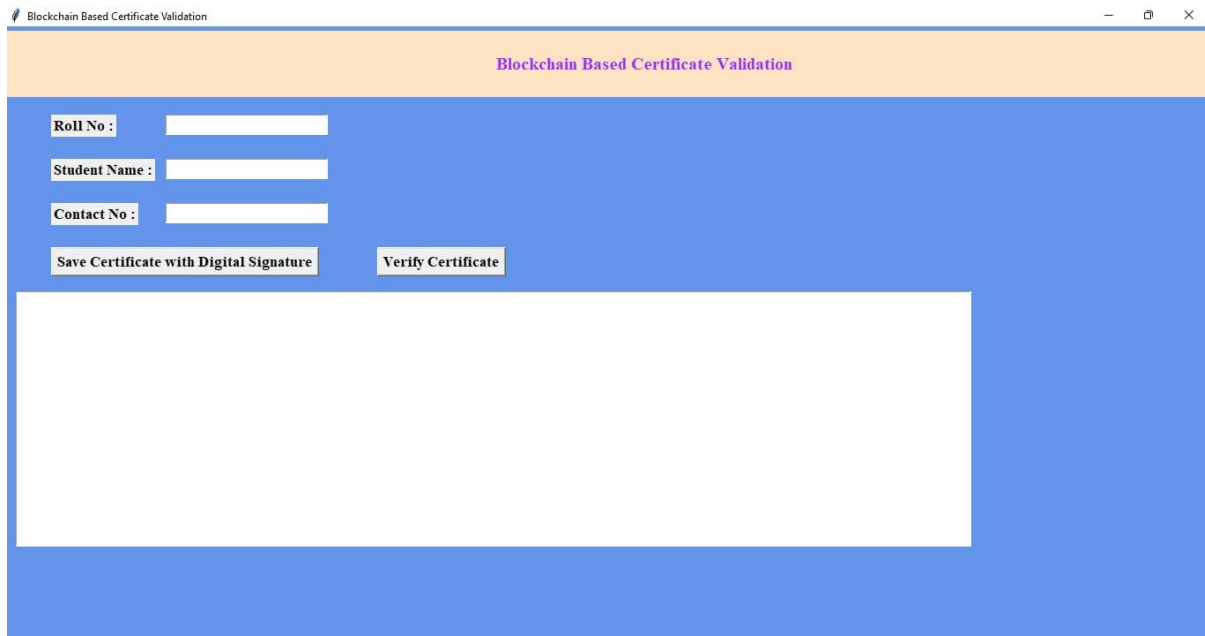 Blockchain Based Certificate Validation
Blockchain Based Certificate Validation
Roll No :
Student Name :
Contact No :
Save Certificate with Digital Signature Verify Certificate